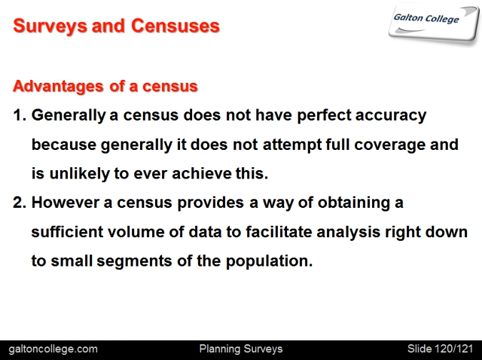 Surveys and Censuses
Galton College
Advantages of a census
1. Generally a census does not have perfect accuracy
because generally it does not attempt full coverage and
is unlikely to ever achieve this.
2. However a census provides a way of obtaining a
sufficient volume of data to facilitate analysis right down
to small segments of the population.
galtoncollege.com Planning Surveys Slide 120/121